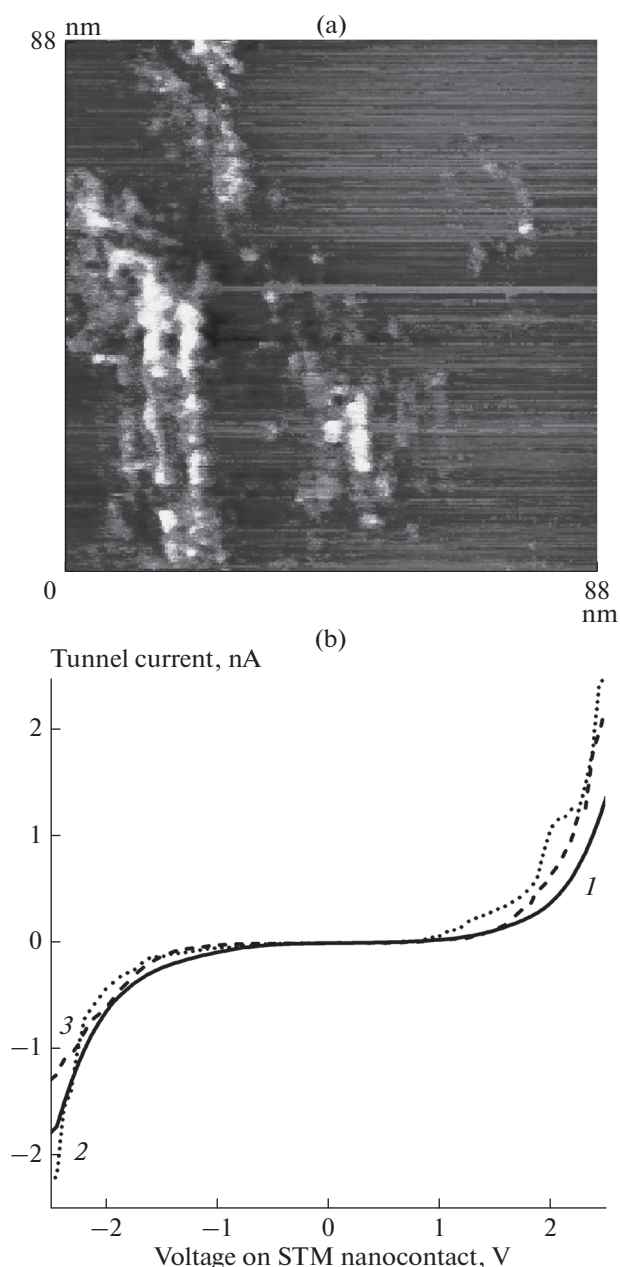 (a)
nm
88
0
88
nm
(b)
Tunnel current, nA
2
1
1
0
3
−1
2
−2
−2 −1 0 1 2
Voltage on STM nanocontact, V